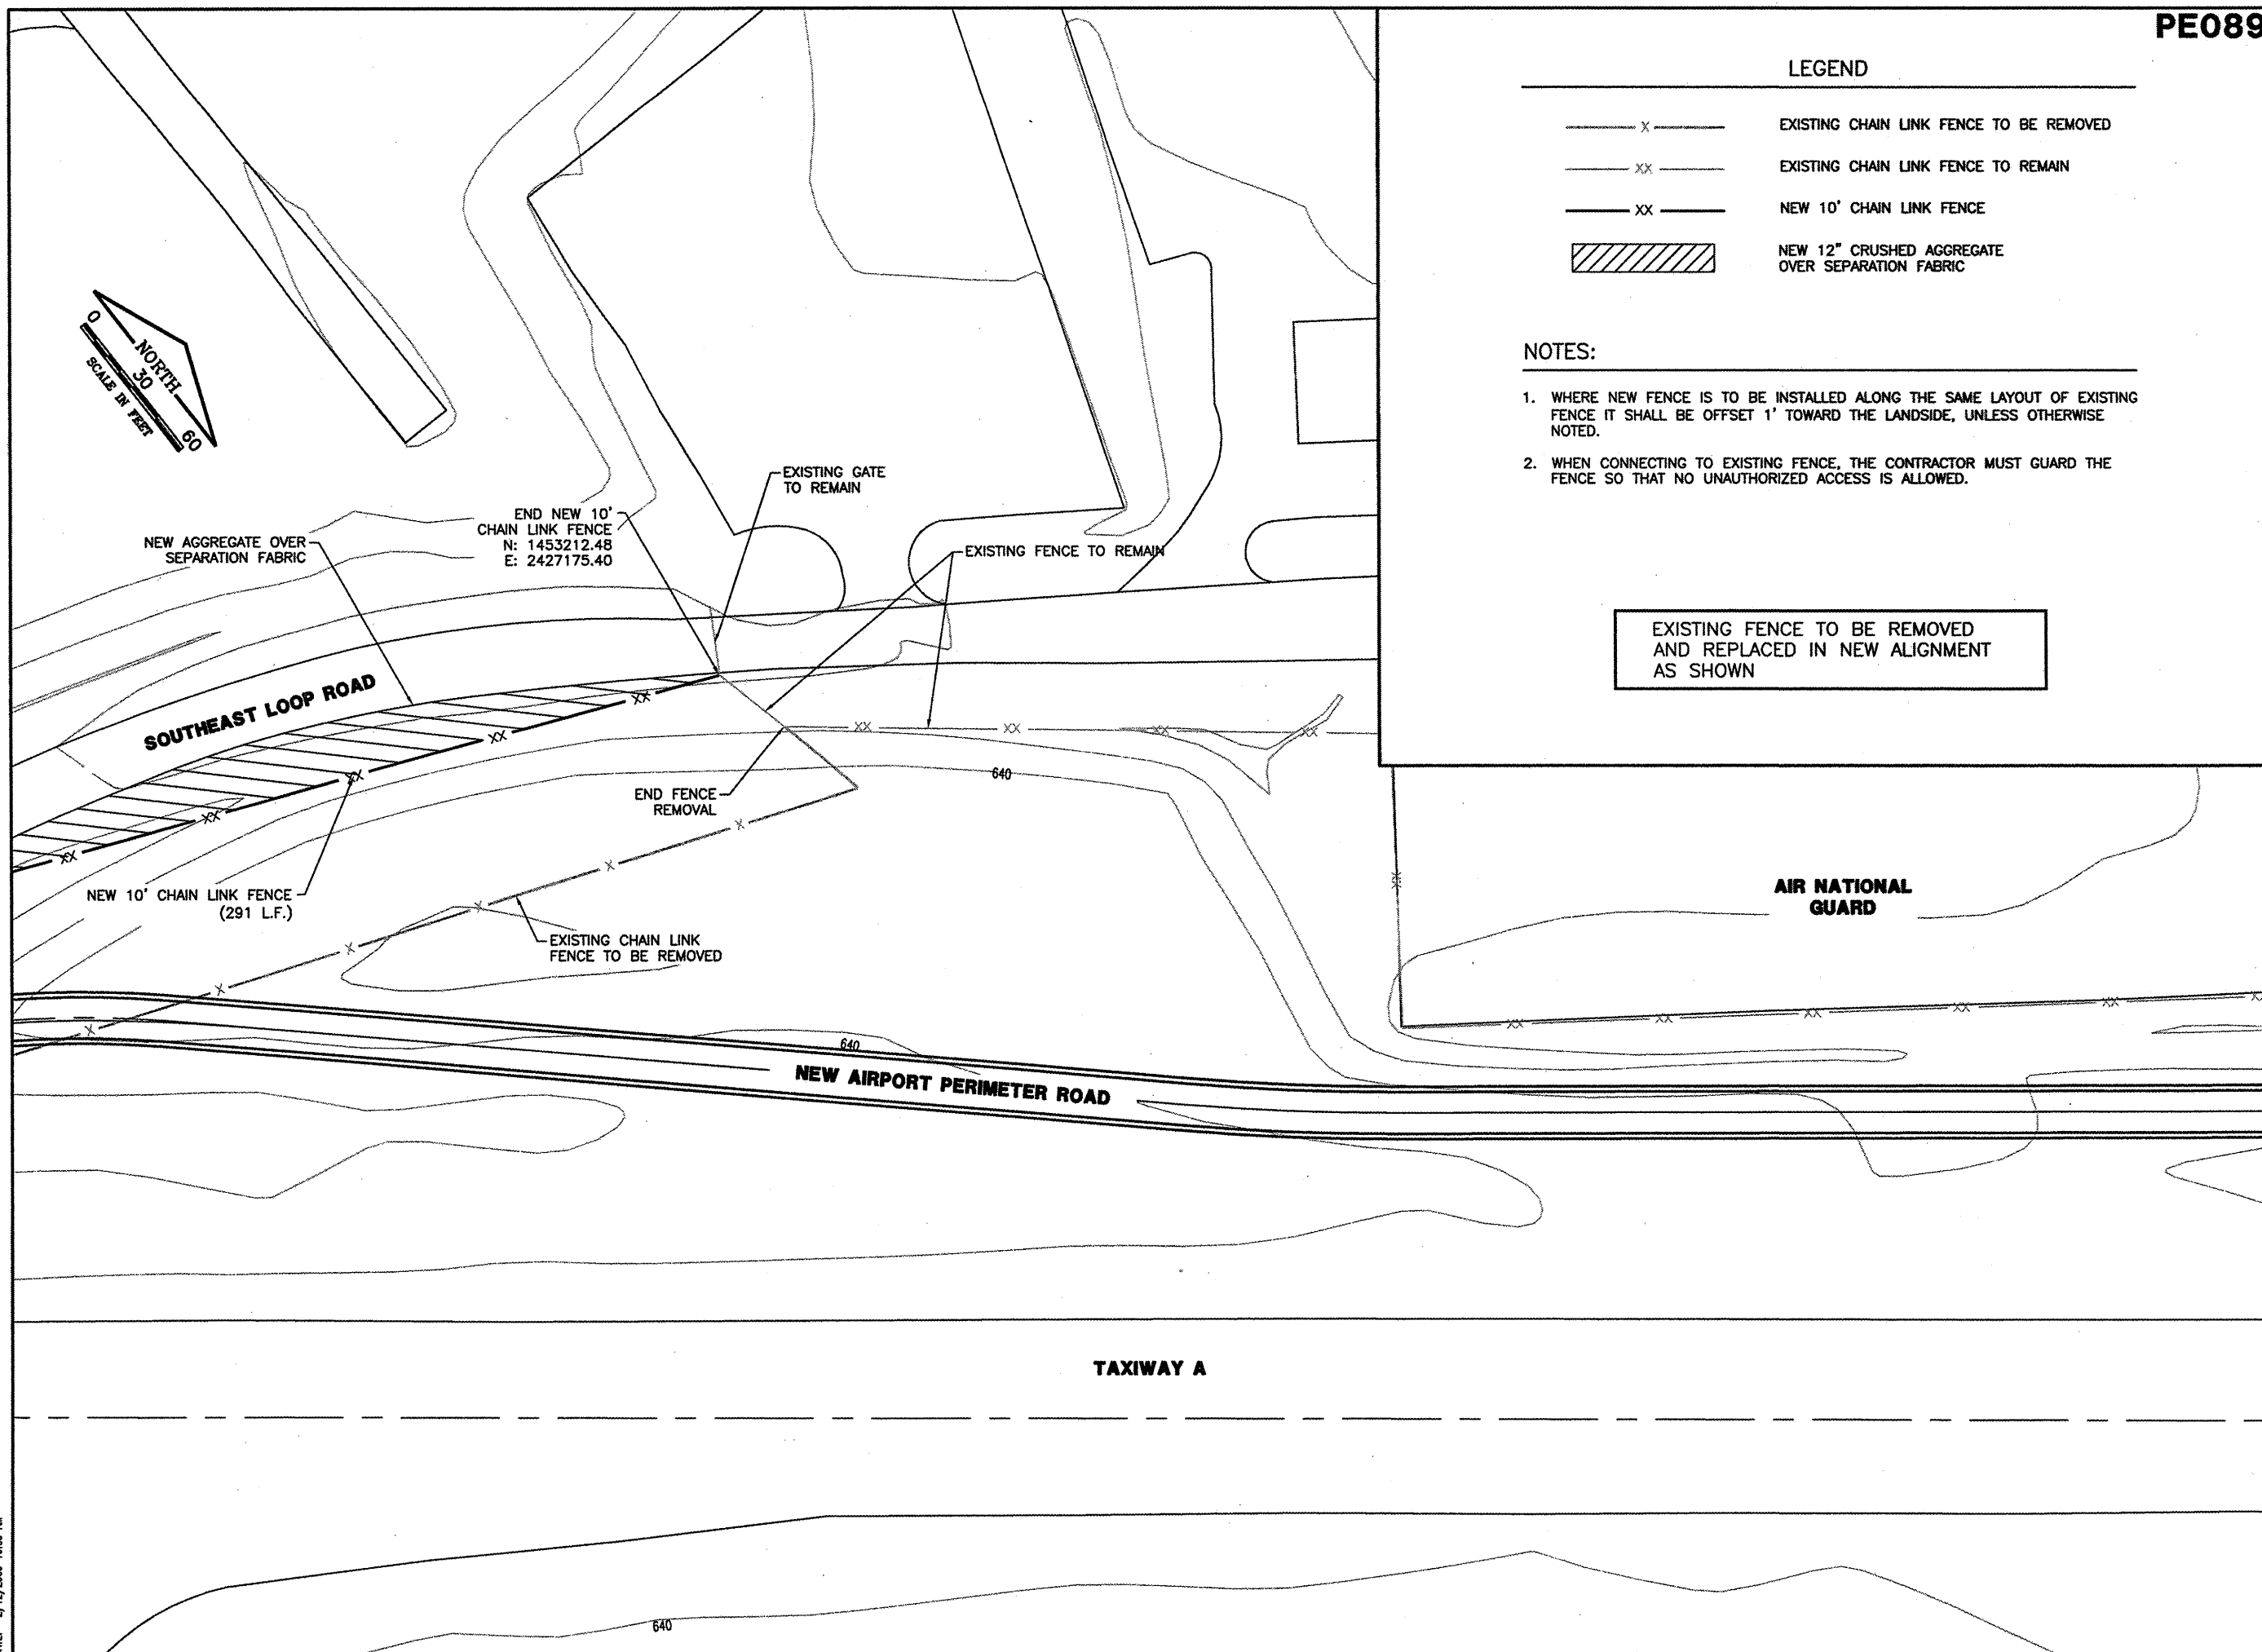 PE089
LEGEND
X
EXISTING CHAIN LINK FENCE TO BE REMOVED
XX
EXISTING CHAIN LINK FENCE TO REMAIN
XX
NEW 10' CHAIN LINK FENCE
NEW 12" CRUSHED AGGREGATE
OVER SEPARATION FABRIC
NOTES:
1. WHERE NEW FENCE IS TO BE INSTALLED ALONG THE SAME LAYOUT OF EXISTING
FENCE IT SHALL BE OFFSET 1' TOWARD THE LANDSIDE, UNLESS OTHERWISE
NOTED.
2. WHEN CONNECTING TO EXISTING FENCE, THE CONTRACTOR MUST GUARD THE
FENCE SO THAT NO UNAUTHORIZED ACCESS IS ALLOWED.
EXISTING FENCE TO BE REMOVED
AND REPLACED IN NEW ALIGNMENT
AS SHOWN
NORTH
0 30 60
SCALE IN FEET
EXISTING GATE
TO REMAIN
END NEW 10'
CHAIN LINK FENCE
N: 1453212.48
E: 2427175.40
NEW AGGREGATE OVER
SEPARATION FABRIC
EXISTING FENCE TO REMAIN
SOUTHEAST LOOP ROAD
END FENCE
REMOVAL
640
NEW 10' CHAIN LINK FENCE
(291 L.F.)
EXISTING CHAIN LINK
FENCE TO BE REMOVED
AIR NATIONAL
GUARD
640
NEW AIRPORT PERIMETER ROAD
TAXIWAY A
640